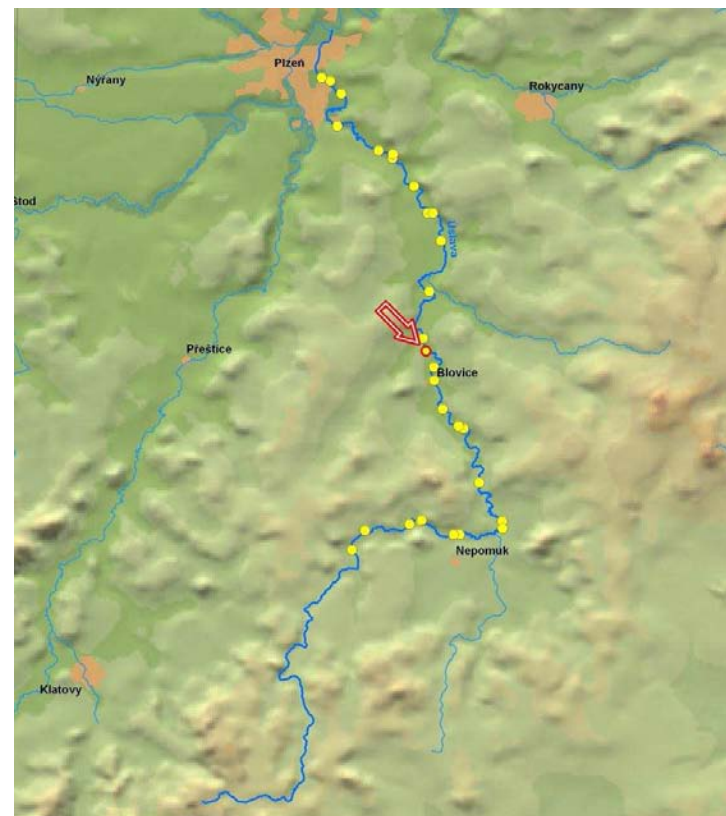 Plzeň
Nýřany
Rokycany
Stod
Úslava
Přeštice
Blovice
Nepomuk
Klatovy